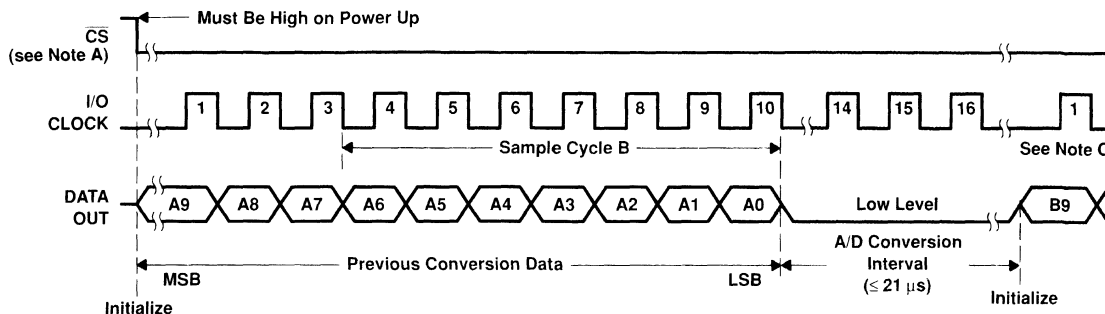 Must Be High on Power Up
CS
(see Note A)
I/O
CLOCK
1 2 3 4 5 6 7 8 9 10 14 15 16 1
Sample Cycle B
See Note C
DATA
OUT
A9 A8 A7 A6 A5 A4 A3 A2 A1 A0 Low Level B9
A/D Conversion
Interval
(≤ 21 μs)
Previous Conversion Data
MSB LSB
Initialize Initialize